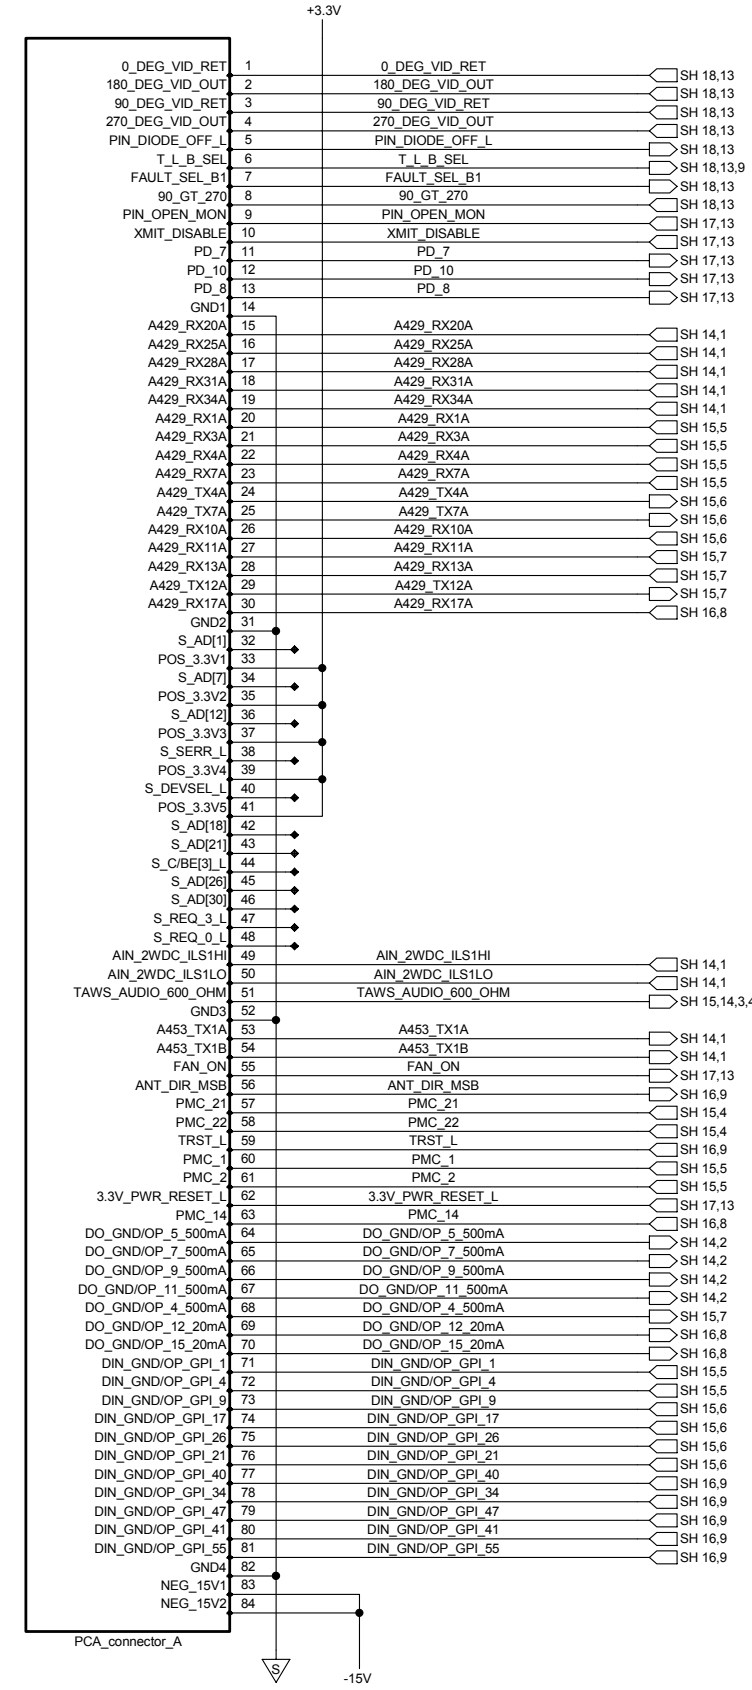 +3.3V
0_DEG_VID_RET 1 0_DEG_VID_RET SH 18,13
180_DEG_VID_OUT 2 180_DEG_VID_OUT SH 18,13
90_DEG_VID_RET 3 90_DEG_VID_RET SH 18,13
270_DEG_VID_OUT 4 270_DEG_VID_OUT SH 18,13
PIN_DIODE_OFF_L 5 PIN_DIODE_OFF_L SH 18,13
T_L_B_SEL 6 T_L_B_SEL SH 18,13,9
FAULT_SEL_B1 7 FAULT_SEL_B1 SH 18,13
90_GT_270 8 90_GT_270 SH 18,13
PIN_OPEN_MON 9 PIN_OPEN_MON SH 17,13
XMIT_DISABLE 10 XMIT_DISABLE SH 17,13
PD_7 11 PD_7 SH 17,13
PD_10 12 PD_10 SH 17,13
PD_8 13 PD_8 SH 17,13
GND1 14
A429_RX20A 15 A429_RX20A SH 14,1
A429_RX25A 16 A429_RX25A SH 14,1
A429_RX28A 17 A429_RX28A SH 14,1
A429_RX31A 18 A429_RX31A SH 14,1
A429_RX34A 19 A429_RX34A SH 14,1
A429_RX1A 20 A429_RX1A SH 15,5
A429_RX3A 21 A429_RX3A SH 15,5
A429_RX4A 22 A429_RX4A SH 15,5
A429_RX7A 23 A429_RX7A SH 15,5
A429_TX4A 24 A429_TX4A SH 15,6
A429_TX7A 25 A429_TX7A SH 15,6
A429_RX10A 26 A429_RX10A SH 15,6
A429_RX11A 27 A429_RX11A SH 15,7
A429_RX13A 28 A429_RX13A SH 15,7
A429_TX12A 29 A429_TX12A SH 15,7
A429_RX17A 30 A429_RX17A SH 16,8
GND2 31
S_AD[1] 32
POS_3.3V1 33
S_AD[7] 34
POS_3.3V2 35
S_AD[12] 36
POS_3.3V3 37
S_SERR_L 38
POS_3.3V4 39
S_DEVSEL_L 40
POS_3.3V5 41
S_AD[18] 42
S_AD[21] 43
S_C/BE[3]_L 44
S_AD[26] 45
S_AD[30] 46
S_REQ_3_L 47
S_REQ_0_L 48
AIN_2WDC_ILS1HI 49 AIN_2WDC_ILS1HI SH 14,1
AIN_2WDC_ILS1LO 50 AIN_2WDC_ILS1LO SH 14,1
TAWS_AUDIO_600_OHM 51 TAWS_AUDIO_600_OHM SH 15,14,3,4
GND3 52
A453_TX1A 53 A453_TX1A SH 14,1
A453_TX1B 54 A453_TX1B SH 14,1
FAN_ON 55 FAN_ON SH 17,13
ANT_DIR_MSB 56 ANT_DIR_MSB SH 16,9
PMC_21 57 PMC_21 SH 15,4
PMC_22 58 PMC_22 SH 15,4
TRST_L 59 TRST_L SH 16,9
PMC_1 60 PMC_1 SH 15,5
PMC_2 61 PMC_2 SH 15,5
3.3V_PWR_RESET_L 62 3.3V_PWR_RESET_L SH 17,13
PMC_14 63 PMC_14 SH 16,8
DO_GND/OP_5_500mA 64 DO_GND/OP_5_500mA SH 14,2
DO_GND/OP_7_500mA 65 DO_GND/OP_7_500mA SH 14,2
DO_GND/OP_9_500mA 66 DO_GND/OP_9_500mA SH 14,2
DO_GND/OP_11_500mA 67 DO_GND/OP_11_500mA SH 14,2
DO_GND/OP_4_500mA 68 DO_GND/OP_4_500mA SH 15,7
DO_GND/OP_12_20mA 69 DO_GND/OP_12_20mA SH 16,8
DO_GND/OP_15_20mA 70 DO_GND/OP_15_20mA SH 16,8
DIN_GND/OP_GPI_1 71 DIN_GND/OP_GPI_1 SH 15,5
DIN_GND/OP_GPI_4 72 DIN_GND/OP_GPI_4 SH 15,5
DIN_GND/OP_GPI_9 73 DIN_GND/OP_GPI_9 SH 15,6
DIN_GND/OP_GPI_17 74 DIN_GND/OP_GPI_17 SH 15,6
DIN_GND/OP_GPI_26 75 DIN_GND/OP_GPI_26 SH 15,6
DIN_GND/OP_GPI_21 76 DIN_GND/OP_GPI_21 SH 15,6
DIN_GND/OP_GPI_40 77 DIN_GND/OP_GPI_40 SH 16,9
DIN_GND/OP_GPI_34 78 DIN_GND/OP_GPI_34 SH 16,9
DIN_GND/OP_GPI_47 79 DIN_GND/OP_GPI_47 SH 16,9
DIN_GND/OP_GPI_41 80 DIN_GND/OP_GPI_41 SH 16,9
DIN_GND/OP_GPI_55 81 DIN_GND/OP_GPI_55 SH 16,9
GND4 82
NEG_15V1 83
NEG_15V2 84
PCA_connector_A
S
-15V